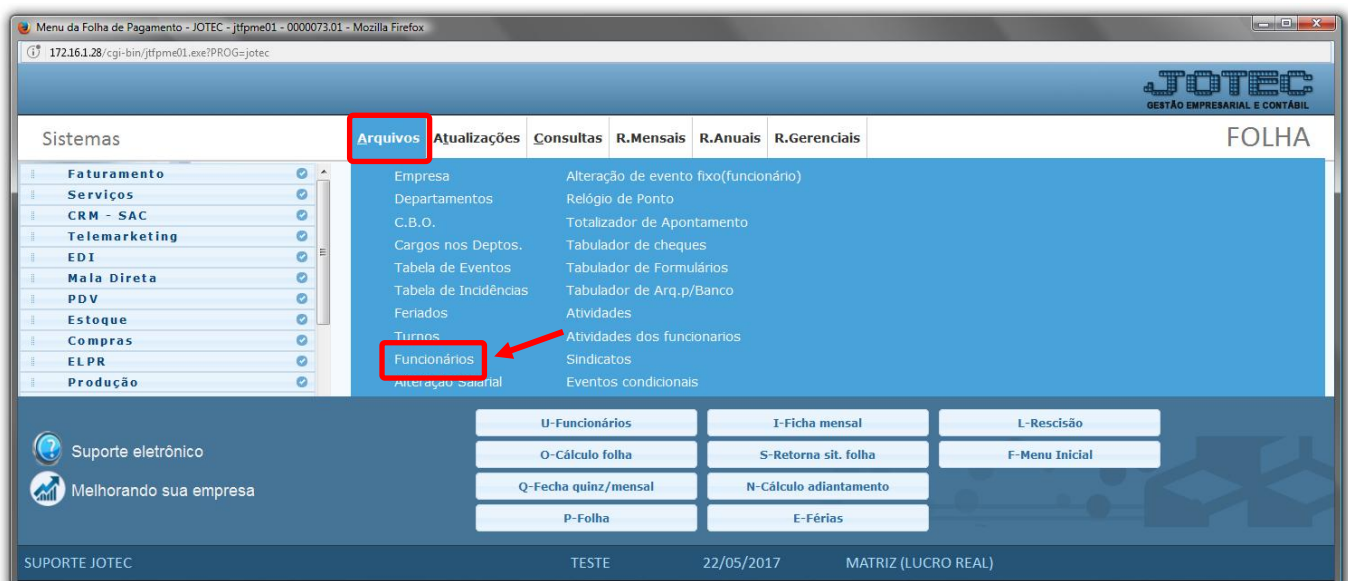 Menu da Folha de Pagamento - JOTEC - jtfpme01 - 0000073.01 - Mozilla Firefox
172.16.1.28/cgi-bin/jtfpme01.exe?PROG=jotec
JOTEC
GESTÃO EMPRESARIAL E CONTÁBIL
Sistemas
Arquivos Atualizações Consultas R.Mensais R.Anuais R.Gerenciais
FOLHA
Faturamento
Serviços
CRM - SAC
Telemarketing
EDI
Mala Direta
PDV
Estoque
Compras
ELPR
Produção
Empresa
Departamentos
C.B.O.
Cargos nos Deptos.
Tabela de Eventos
Tabela de Incidências
Feriados
Turnos
Funcionários
Alteração Salarial
Alteração de evento fixo(funcionário)
Relógio de Ponto
Totalizador de Apontamento
Tabulador de cheques
Tabulador de Formulários
Tabulador de Arq.p/Banco
Atividades
Atividades dos funcionarios
Sindicatos
Eventos condicionais
Suporte eletrônico
Melhorando sua empresa
U-Funcionários I-Ficha mensal L-Rescisão
O-Cálculo folha S-Retorna sit. folha F-Menu Inicial
Q-Fecha quinz/mensal N-Cálculo adiantamento
P-Folha E-Férias
SUPORTE JOTEC TESTE 22/05/2017 MATRIZ (LUCRO REAL)